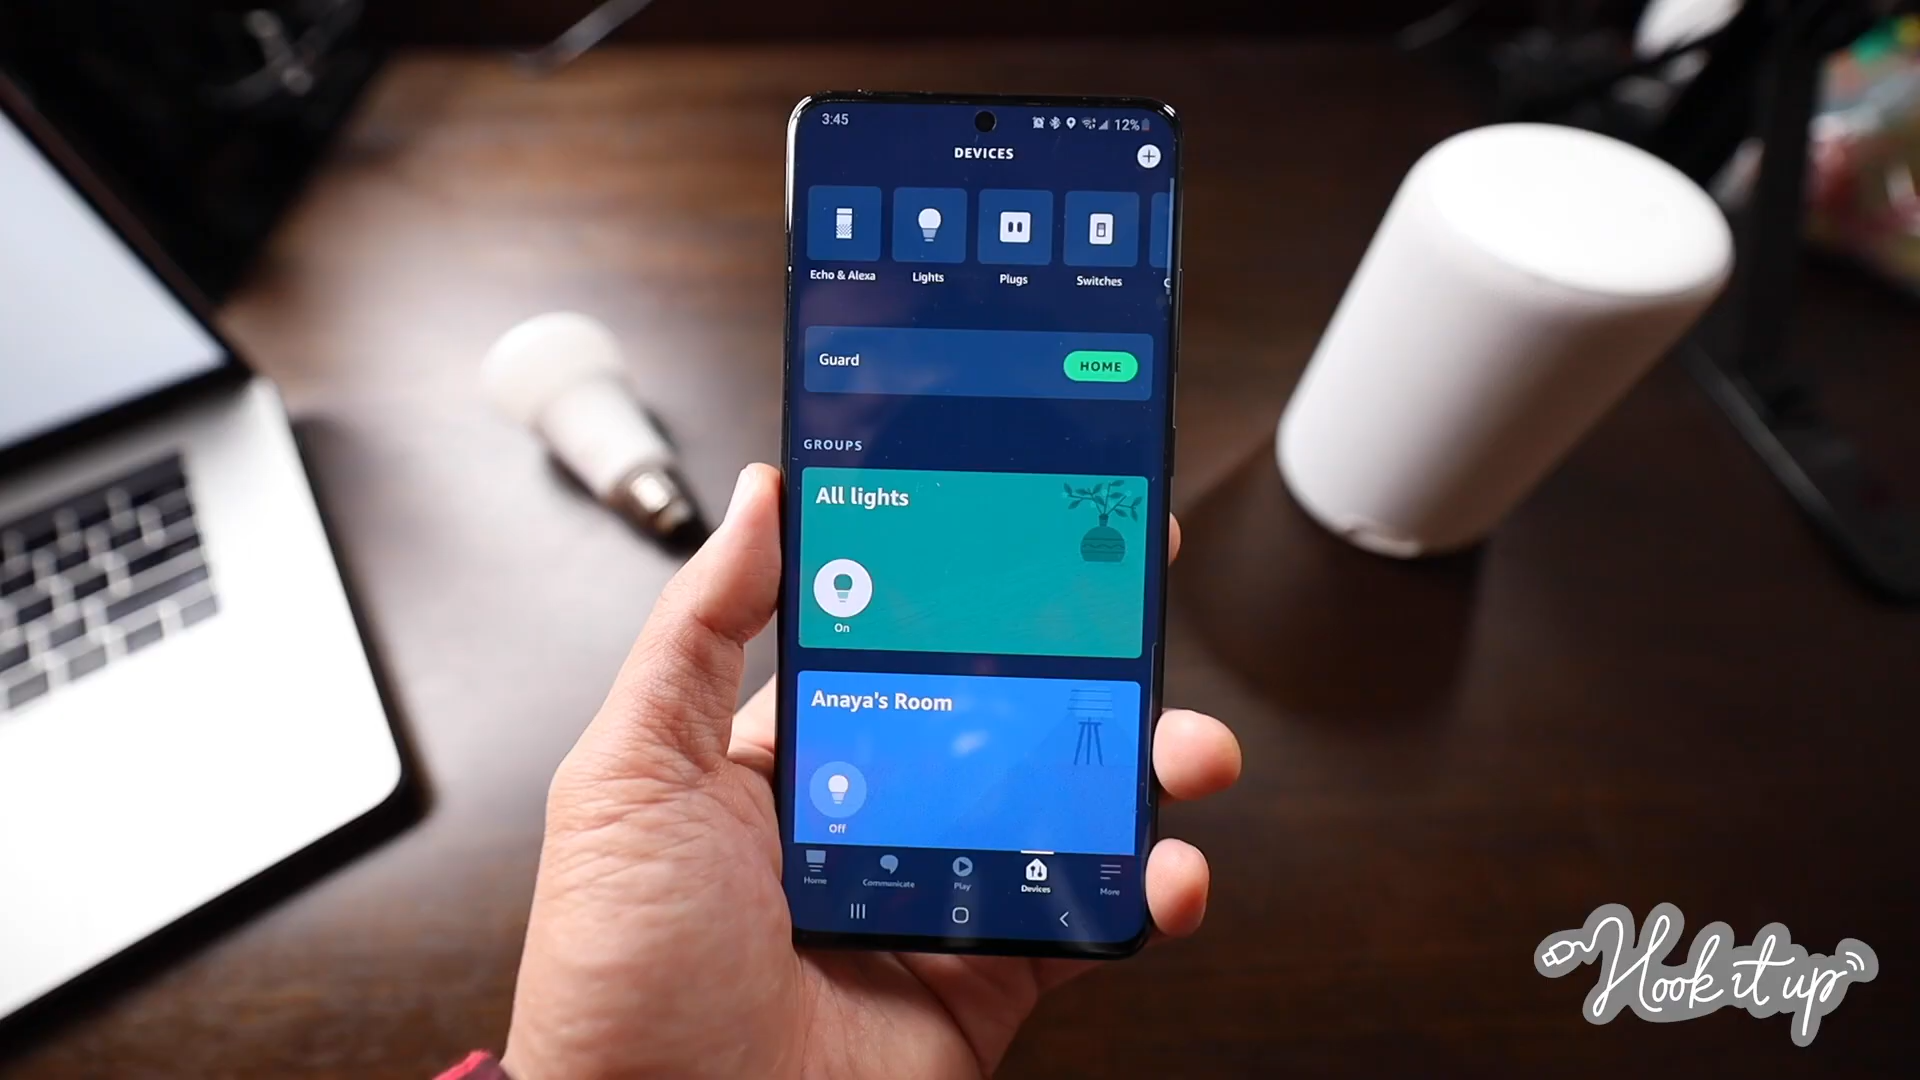 3:45
12%
DEVICES
Echo & Alexa
Lights
Plugs
Switches
Guard
HOME
GROUPS
All lights
On
Anaya's Room
Off
Home
Communicate
Play
Devices
More
Hook it up